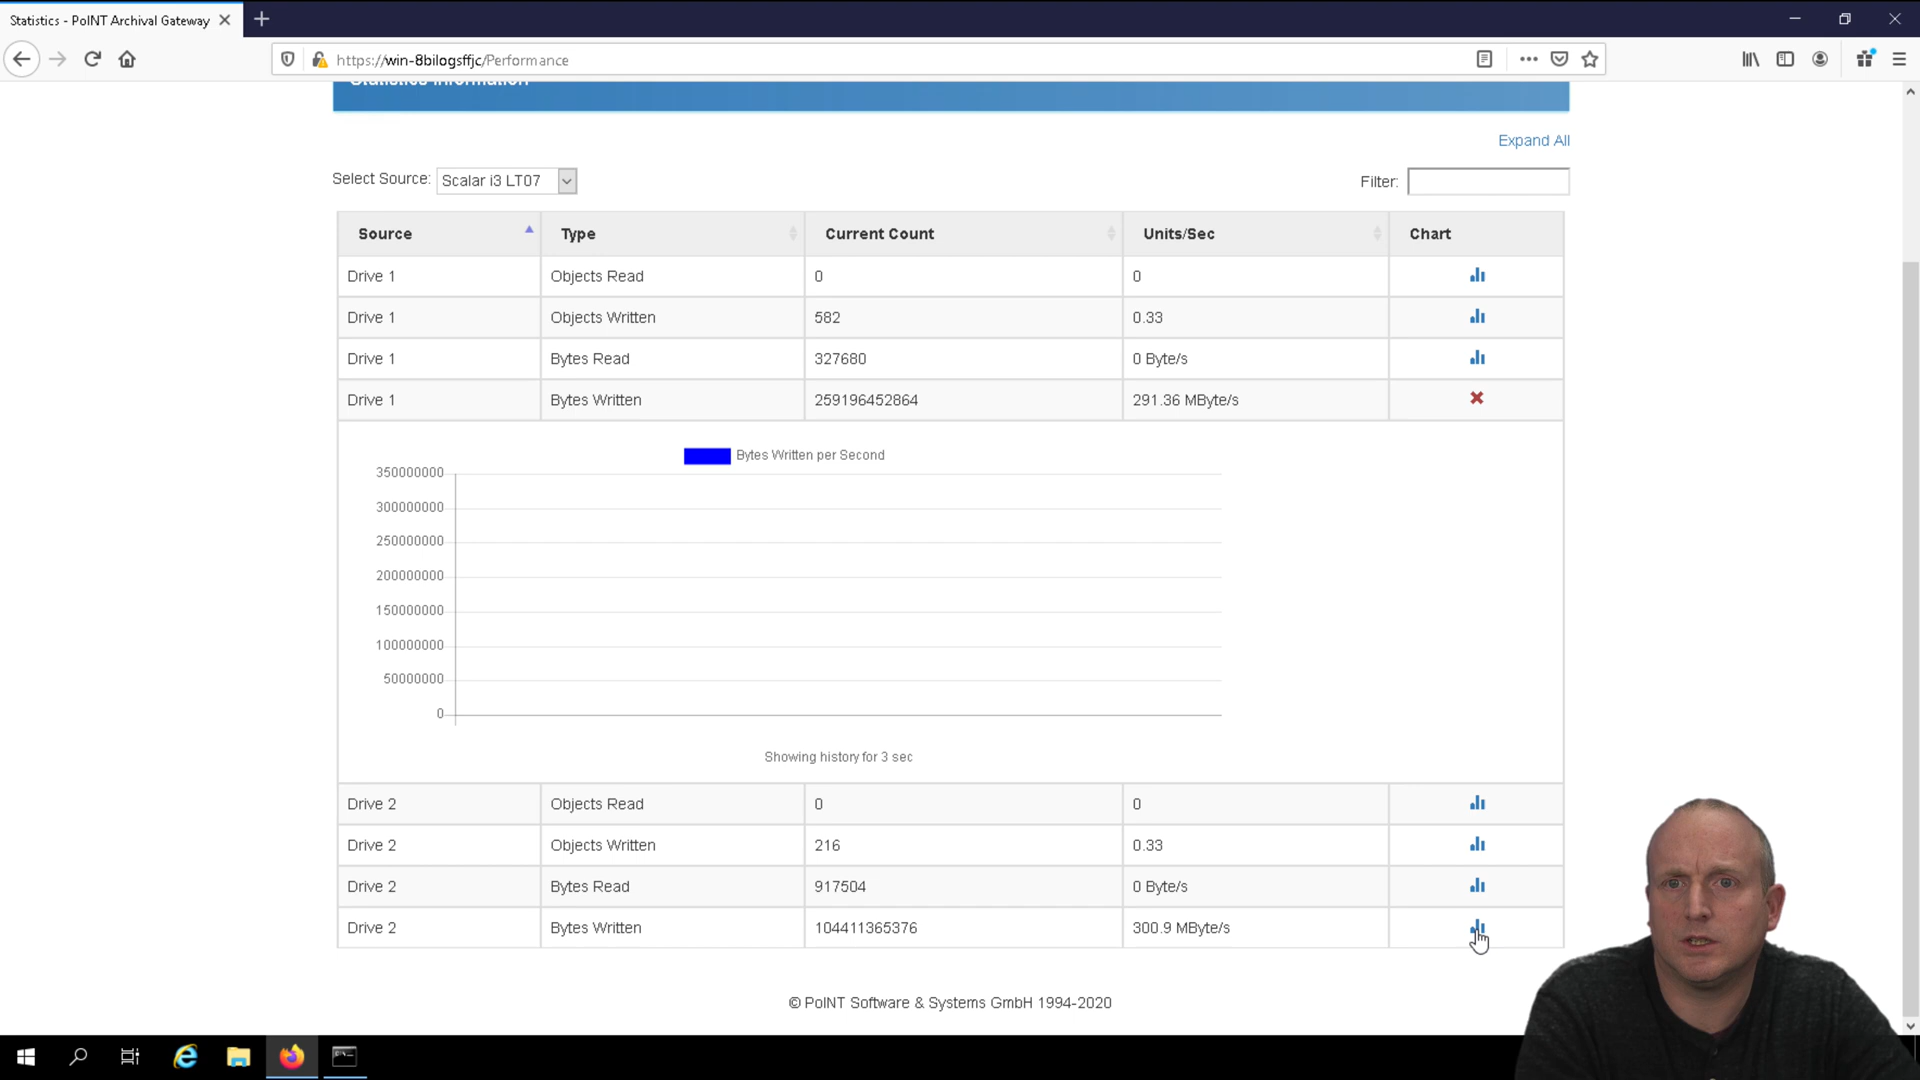 Statistics - PoINT Archival Gateway
https://win-8bilogsffjc/Performance
Statistics Information
Expand All
Select Source: Scalar i3 LT07
Filter:
Source Type Current Count Units/Sec Chart
Drive 1 Objects Read 0 0
Drive 1 Objects Written 582 0.33
Drive 1 Bytes Read 327680 0 Byte/s
Drive 1 Bytes Written 259196452864 291.36 MByte/s
Bytes Written per Second
350000000
300000000
250000000
200000000
150000000
100000000
50000000
0
Showing history for 3 sec
Drive 2 Objects Read 0 0
Drive 2 Objects Written 216 0.33
Drive 2 Bytes Read 917504 0 Byte/s
Drive 2 Bytes Written 104411365376 300.9 MByte/s
© PoINT Software & Systems GmbH 1994-2020